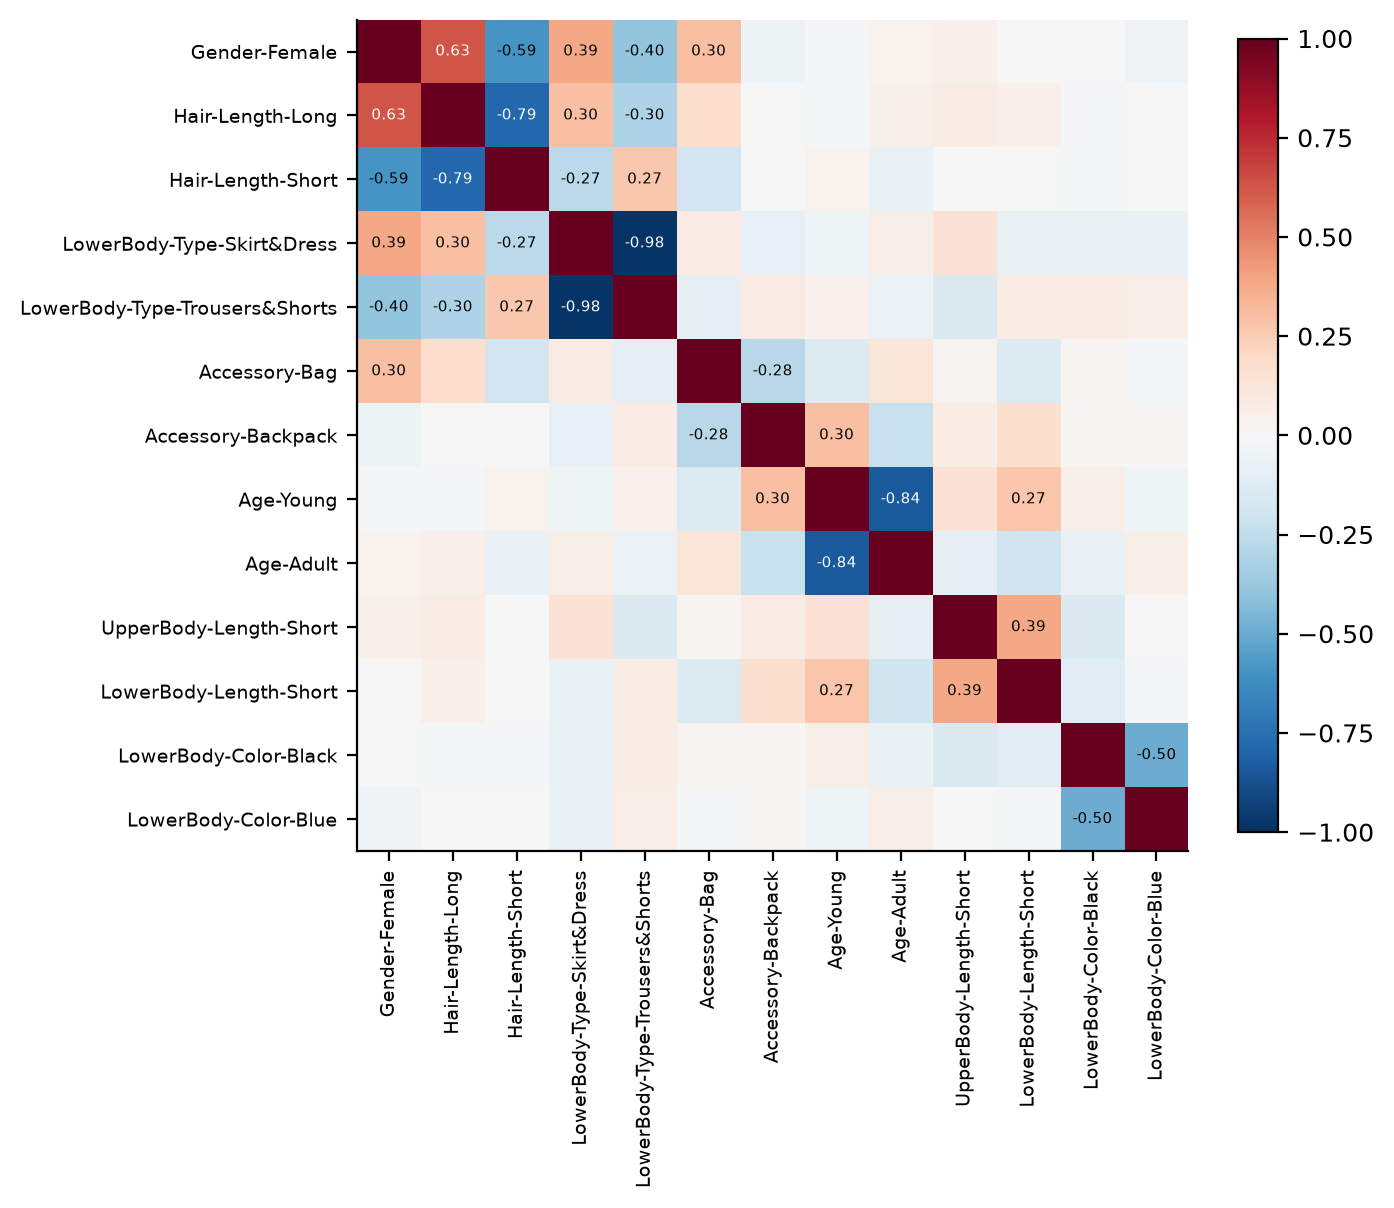 Gender-Female 0.63 -0.59 0.39 -0.40 0.30
Hair-Length-Long 0.63 -0.79 0.30 -0.30
Hair-Length-Short -0.59 -0.79 -0.27 0.27
LowerBody-Type-Skirt&Dress 0.39 0.30 -0.27 -0.98
LowerBody-Type-Trousers&Shorts -0.40 -0.30 0.27 -0.98
Accessory-Bag 0.30 -0.28
Accessory-Backpack -0.28 0.30
Age-Young 0.30 -0.84 0.27
Age-Adult -0.84
UpperBody-Length-Short 0.39
LowerBody-Length-Short 0.27 0.39
LowerBody-Color-Black -0.50
LowerBody-Color-Blue -0.50
Gender-Female
Hair-Length-Long
Hair-Length-Short
LowerBody-Type-Skirt&Dress
LowerBody-Type-Trousers&Shorts
Accessory-Bag
Accessory-Backpack
Age-Young
Age-Adult
UpperBody-Length-Short
LowerBody-Length-Short
LowerBody-Color-Black
LowerBody-Color-Blue
1.00
0.75
0.50
0.25
0.00
−0.25
−0.50
−0.75
−1.00